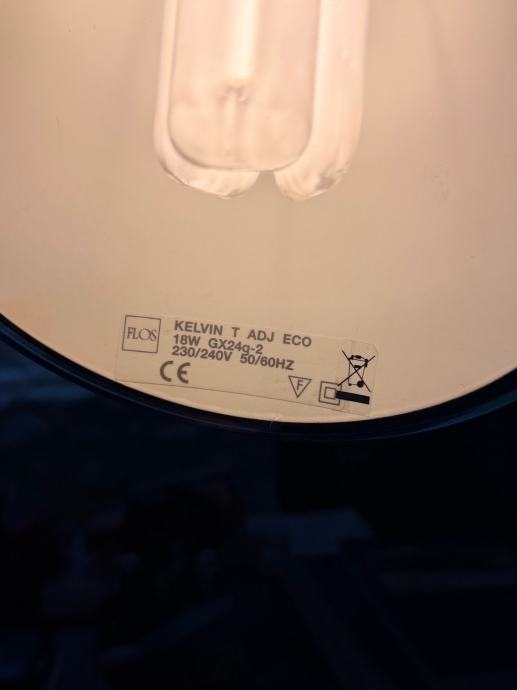 FLOS
KELVIN T ADJ ECO
18W GX24g-2
230/240V 50/60HZ
CE
F